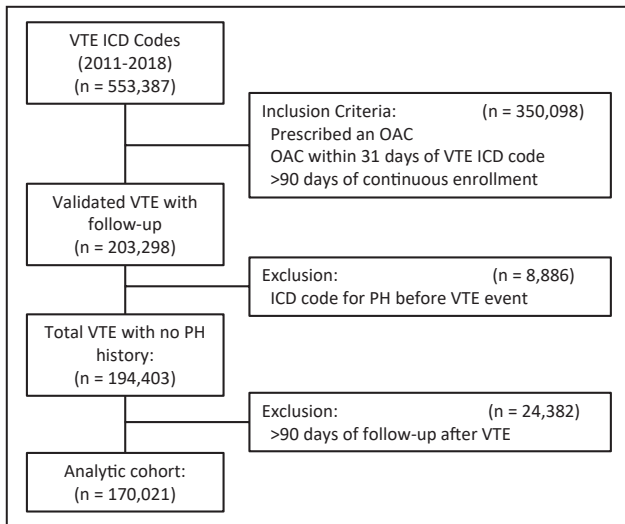 VTE ICD Codes
(2011-2018)
(n = 553,387)
Inclusion Criteria: (n = 350,098)
Prescribed an OAC
OAC within 31 days of VTE ICD code
>90 days of continuous enrollment
Validated VTE with
follow-up
(n = 203,298)
Exclusion: (n = 8,886)
ICD code for PH before VTE event
Total VTE with no PH
history:
(n = 194,403)
Exclusion: (n = 24,382)
>90 days of follow-up after VTE
Analytic cohort:
(n = 170,021)